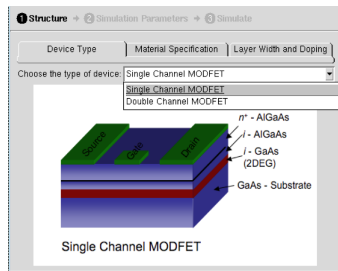 1 Structure → 2 Simulation Parameters → 3 Simulate
Device Type Material Specification Layer Width and Doping
Choose the type of device: Single Channel MODFET
Single Channel MODFET
Double Channel MODFET
n+ - AlGaAs
i - AlGaAs
i - GaAs
(2DEG)
GaAs - Substrate
Source
Gate
Drain
Single Channel MODFET